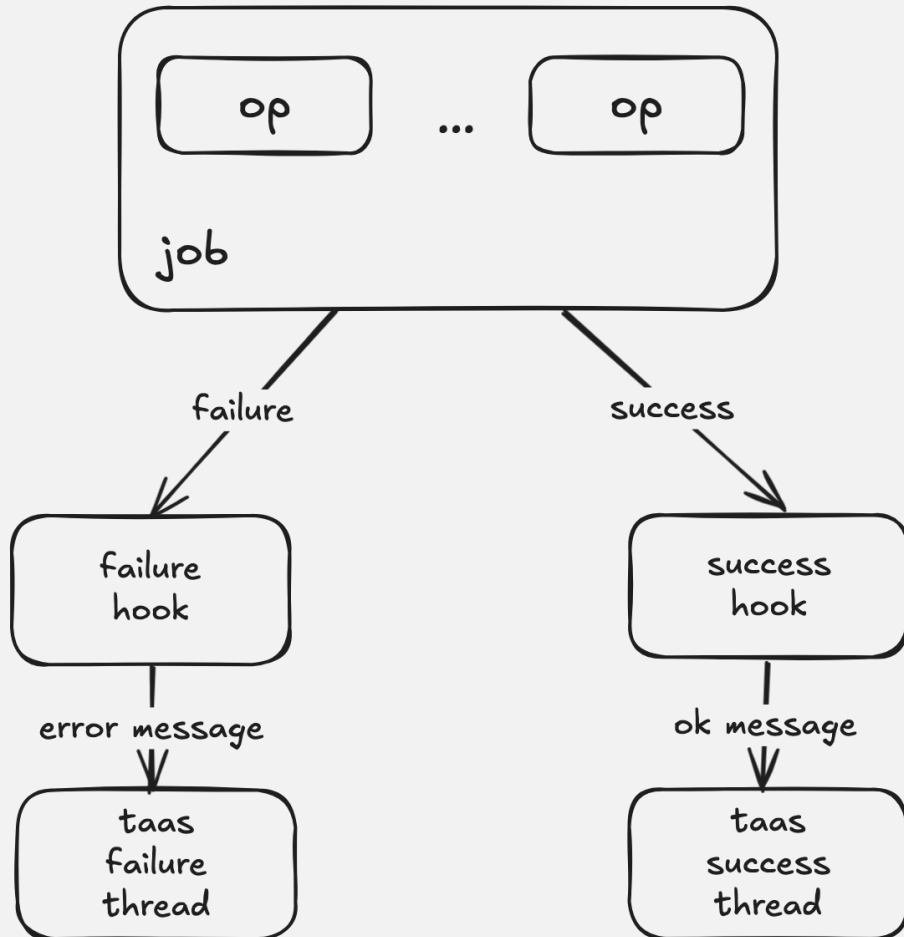 op
...
op
job
failure
success
failure
hook
success
hook
error message
ok message
taas
failure
thread
taas
success
thread